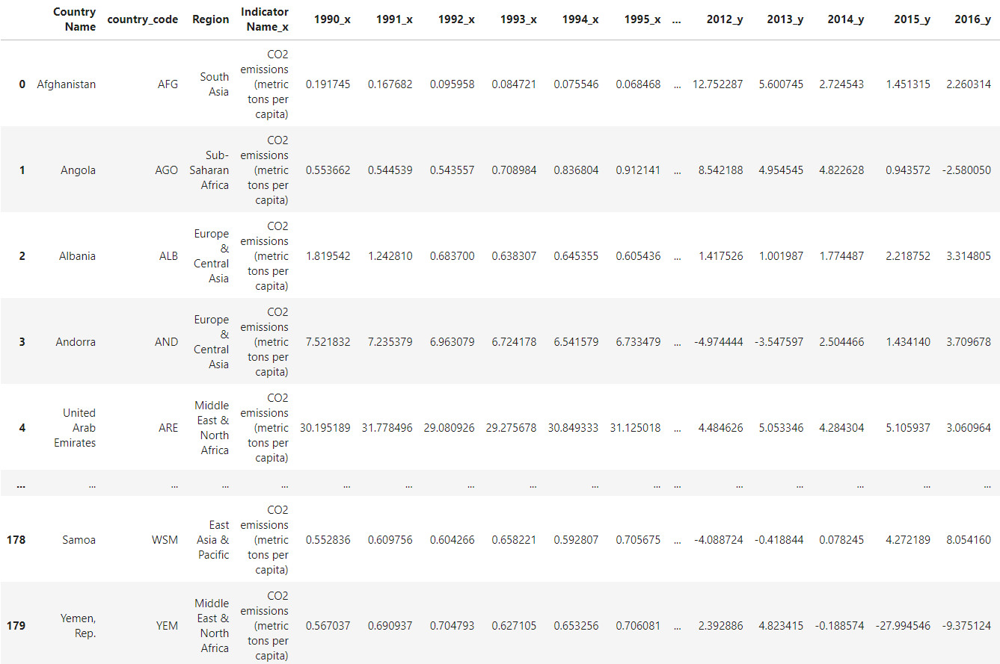 Country Name country_code Region Indicator Name_x 1990_x 1991_x 1992_x 1993_x 1994_x 1995_x ... 2012_y 2013_y 2014_y 2015_y 2016_y
0 Afghanistan AFG South Asia CO2 emissions (metric tons per capita) 0.191745 0.167682 0.095958 0.084721 0.075546 0.068468 ... 12.752287 5.600745 2.724543 1.451315 2.260314
1 Angola AGO Sub-Saharan Africa CO2 emissions (metric tons per capita) 0.553662 0.544539 0.543557 0.708984 0.836804 0.912141 ... 8.542188 4.954545 4.822628 0.943572 -2.580050
2 Albania ALB Europe & Central Asia CO2 emissions (metric tons per capita) 1.819542 1.242810 0.683700 0.638307 0.645355 0.605436 ... 1.417526 1.001987 1.774487 2.218752 3.314805
3 Andorra AND Europe & Central Asia CO2 emissions (metric tons per capita) 7.521832 7.235379 6.963079 6.724178 6.541579 6.733479 ... -4.974444 -3.547597 2.504466 1.434140 3.709678
4 United Arab Emirates ARE Middle East & North Africa CO2 emissions (metric tons per capita) 30.195189 31.778496 29.080926 29.275678 30.849333 31.125018 ... 4.484626 5.053346 4.284304 5.105937 3.060964
... ... ... ... ... ... ... ... ... ... ... ... ... ... ... ... ...
178 Samoa WSM East Asia & Pacific CO2 emissions (metric tons per capita) 0.552836 0.609756 0.604266 0.658221 0.592807 0.705675 ... -4.088724 -0.418844 0.078245 4.272189 8.054160
179 Yemen, Rep. YEM Middle East & North Africa CO2 emissions (metric tons per capita) 0.567037 0.690937 0.704793 0.627105 0.653256 0.706081 ... 2.392886 4.823415 -0.188574 -27.994546 -9.375124